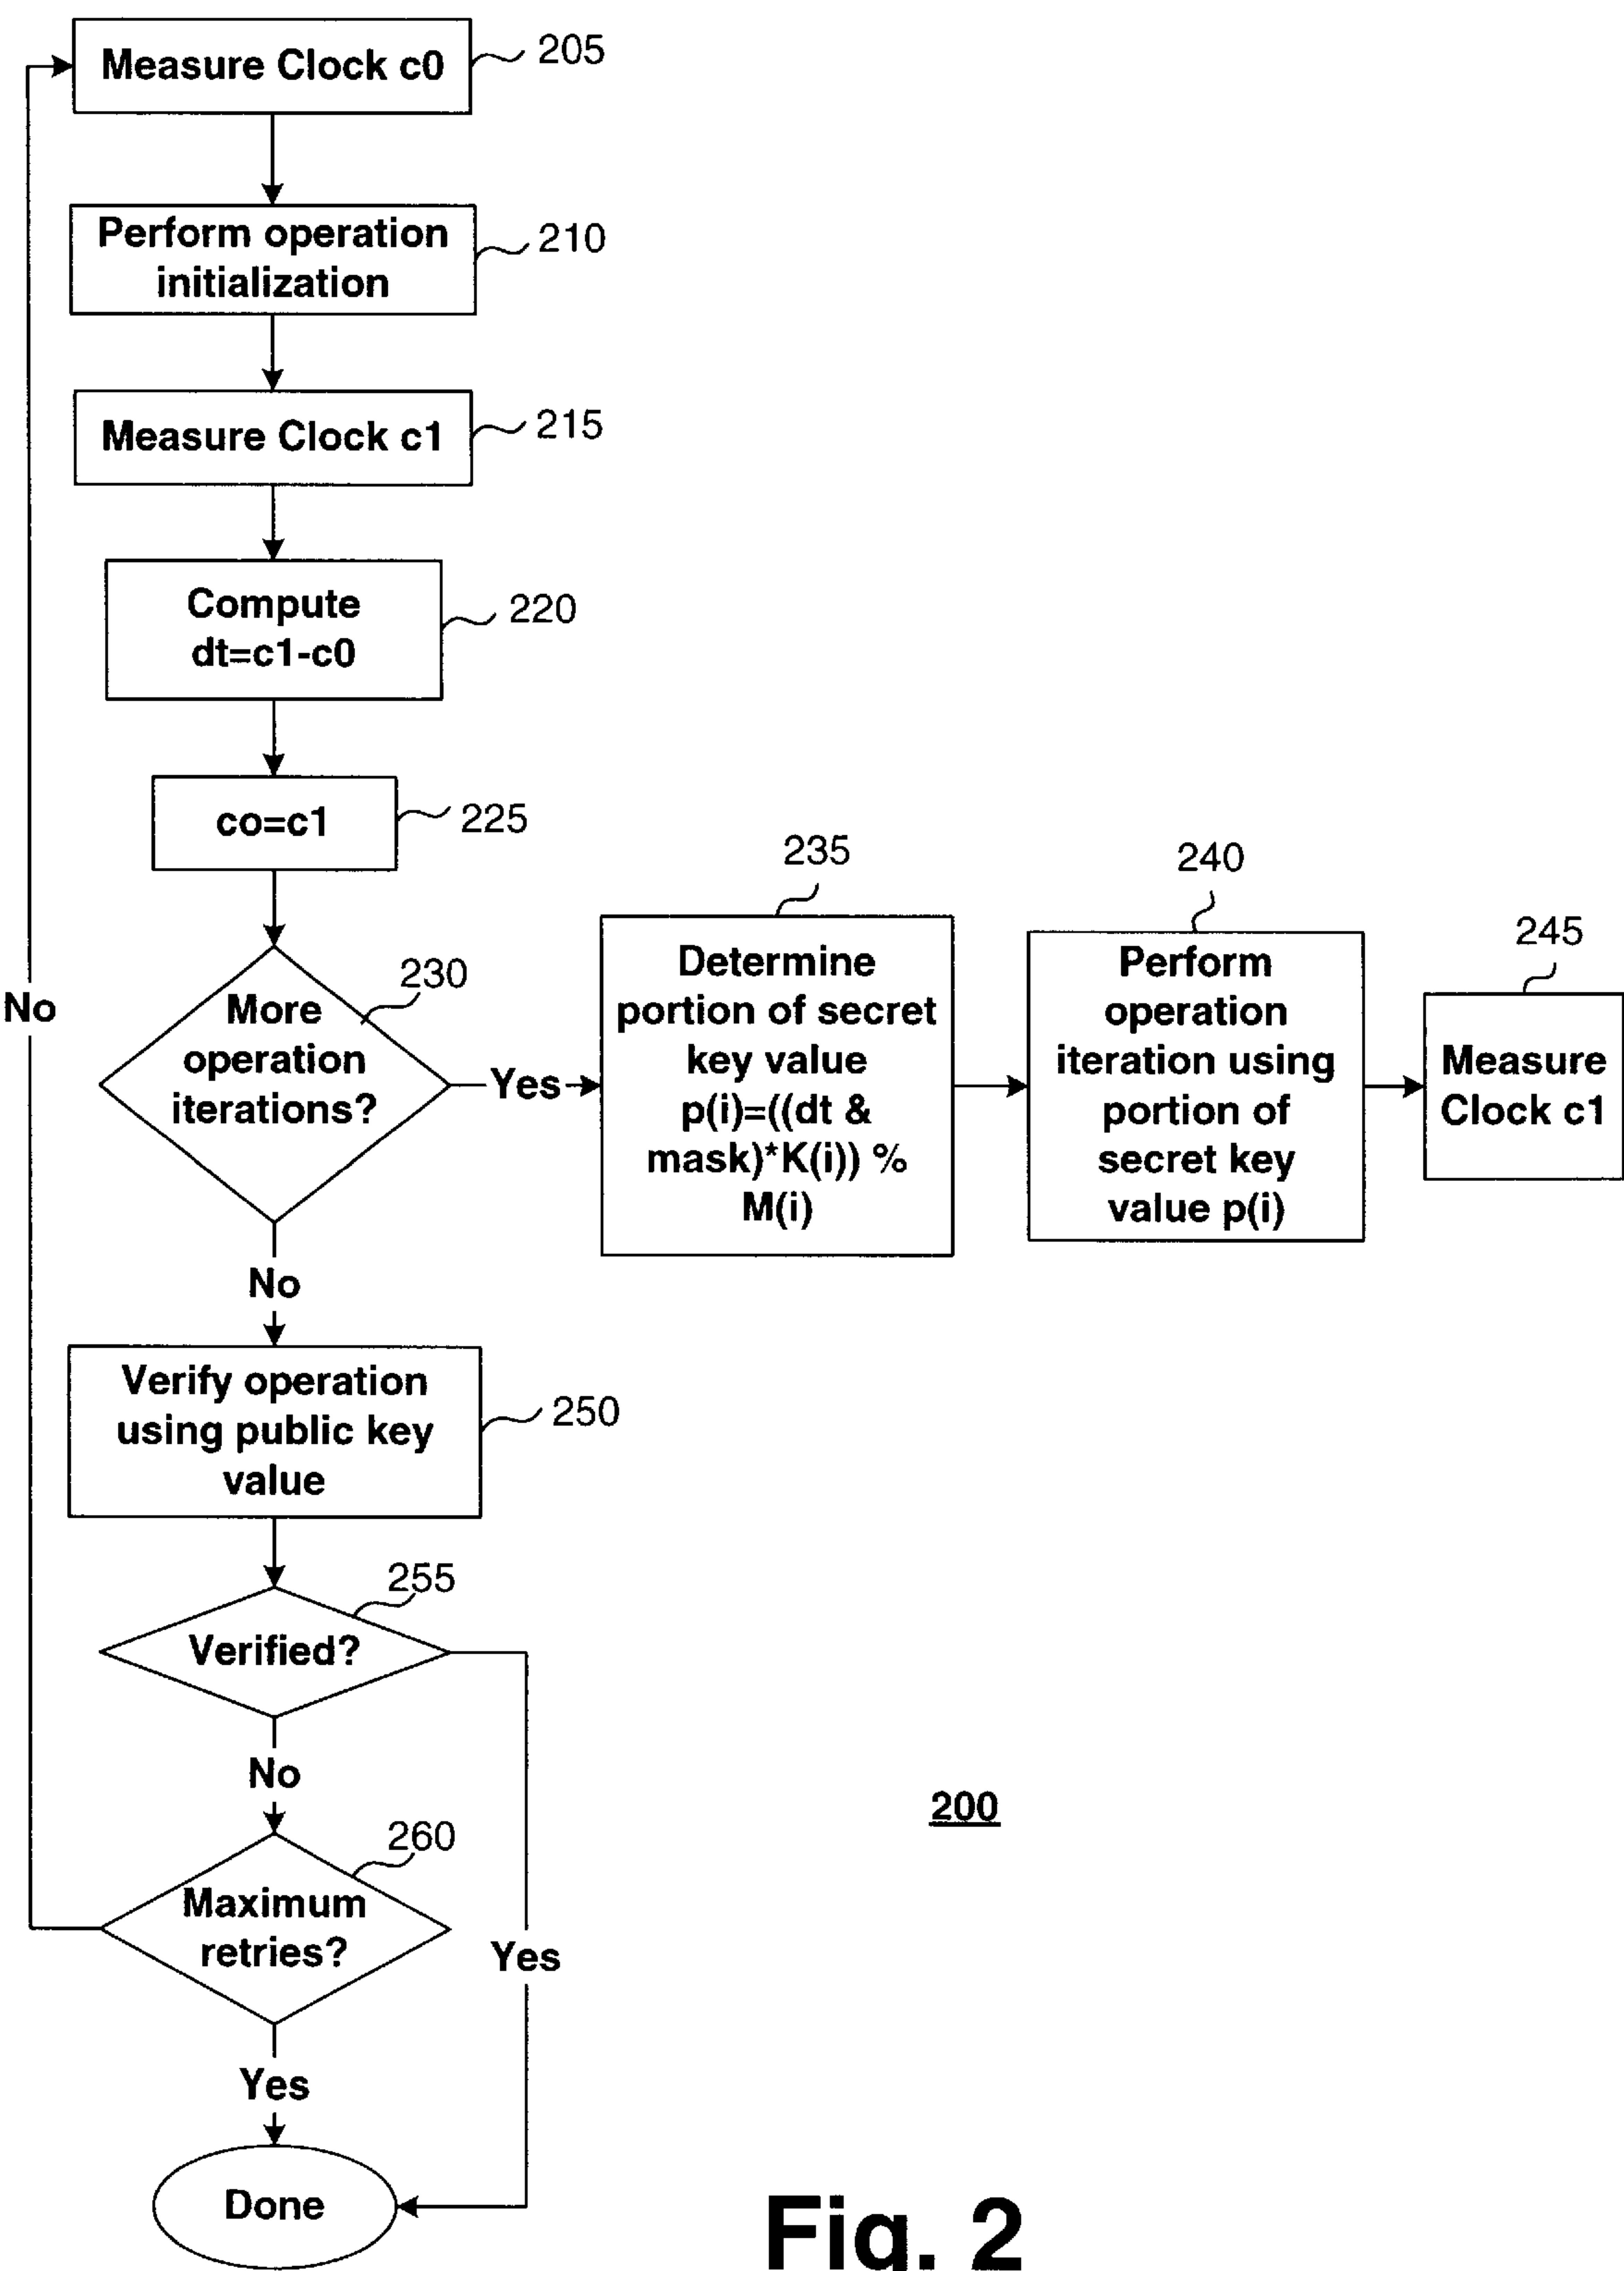 Measure Clock c0
205
Perform operation
initialization
210
Measure Clock c1
215
Compute
dt=c1-c0
220
co=c1
225
More
operation
iterations?
230
Yes
No
235
Determine
portion of secret
key value
p(i)=((dt &
mask)*K(i)) %
M(i)
240
Perform
operation
iteration using
portion of
secret key
value p(i)
245
Measure
Clock c1
No
Verify operation
using public key
value
250
Verified?
255
No
Yes
Maximum
retries?
260
Yes
Done
200
Fig. 2